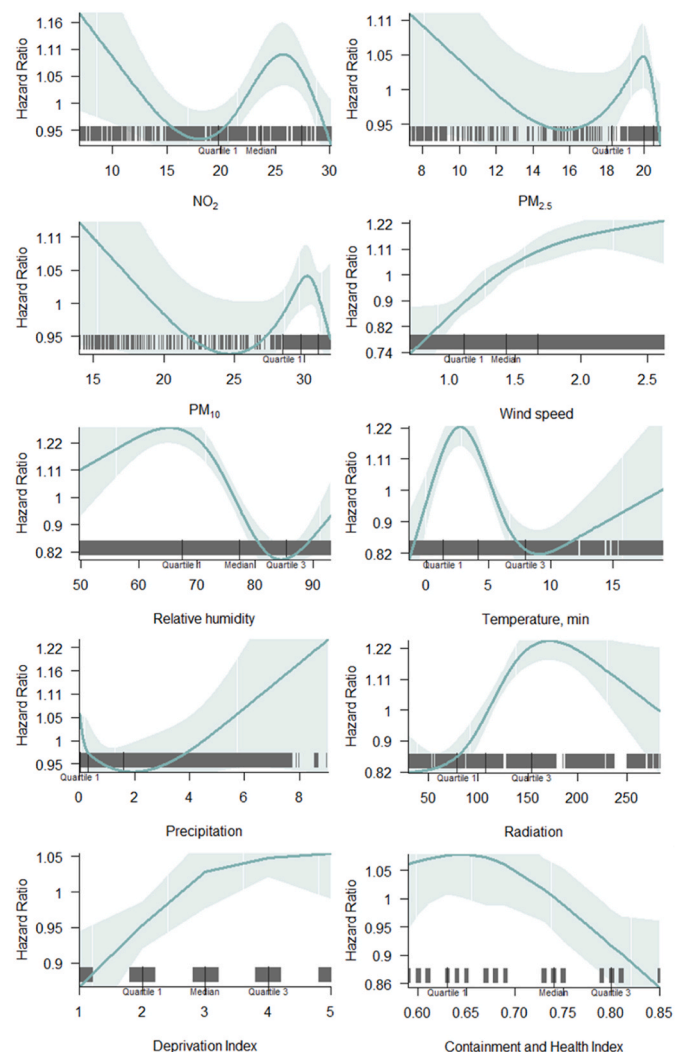 Hazard Ratio
1.16
1.11
1.05
1
0.95
Quartile 1 Median
10 15 20 25 30
NO2
Hazard Ratio
1.11
1.05
1
0.95
Quartile 1
8 10 12 14 16 18 20
PM2.5
Hazard Ratio
1.11
1.05
1
0.95
Quartile 1
15 20 25 30
PM10
Hazard Ratio
1.22
1.11
1
0.9
0.82
0.74
Quartile 1 Median
1.0 1.5 2.0 2.5
Wind speed
Hazard Ratio
1.22
1.11
1
0.9
0.82
Quartile 1 Median Quartile 3
50 60 70 80 90
Relative humidity
Hazard Ratio
1.22
1.11
1
0.9
0.82
Quartile 1 Quartile 3
0 5 10 15
Temperature, min
Hazard Ratio
1.22
1.16
1.11
1.05
1
0.95
Quartile 1
0 2 4 6 8
Precipitation
Hazard Ratio
1.22
1.11
1
0.9
0.82
Quartile 1 Quartile 3
50 100 150 200 250
Radiation
Hazard Ratio
1.05
1
0.95
0.9
Quartile 1 Median Quartile 3
1 2 3 4 5
Deprivation Index
Hazard Ratio
1.05
1
0.95
0.9
0.86
Quartile 1 Median Quartile 3
0.60 0.65 0.70 0.75 0.80 0.85
Containment and Health Index